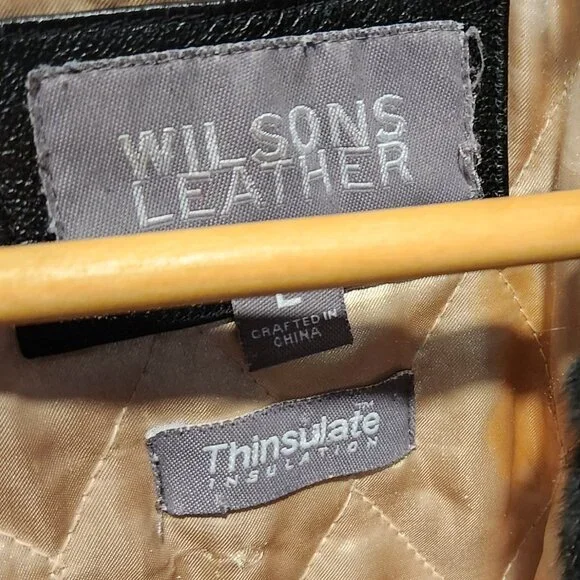 WILSONS
LEATHER
L
CRAFTED IN
CHINA
Thinsulate
INSULATION